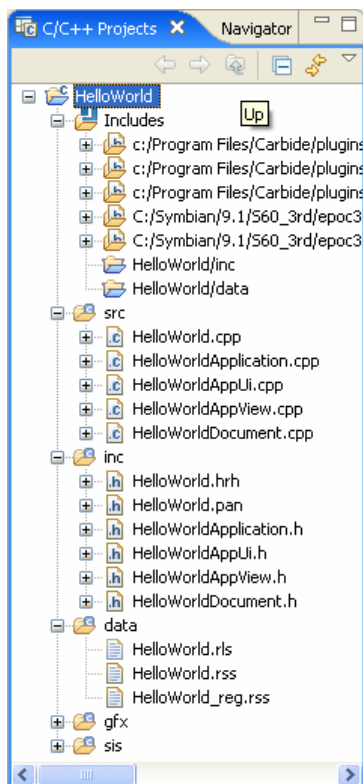 C/C++ Projects Navigator
HelloWorld
Up
Includes
c:/Program Files/Carbide/plugins
c:/Program Files/Carbide/plugins
c:/Program Files/Carbide/plugins
C:/Symbian/9.1/S60_3rd/epoc3
C:/Symbian/9.1/S60_3rd/epoc3
HelloWorld/inc
HelloWorld/data
src
HelloWorld.cpp
HelloWorldApplication.cpp
HelloWorldAppUi.cpp
HelloWorldAppView.cpp
HelloWorldDocument.cpp
inc
HelloWorld.hrh
HelloWorld.pan
HelloWorldApplication.h
HelloWorldAppUi.h
HelloWorldAppView.h
HelloWorldDocument.h
data
HelloWorld.rls
HelloWorld.rss
HelloWorld_reg.rss
gfx
sis